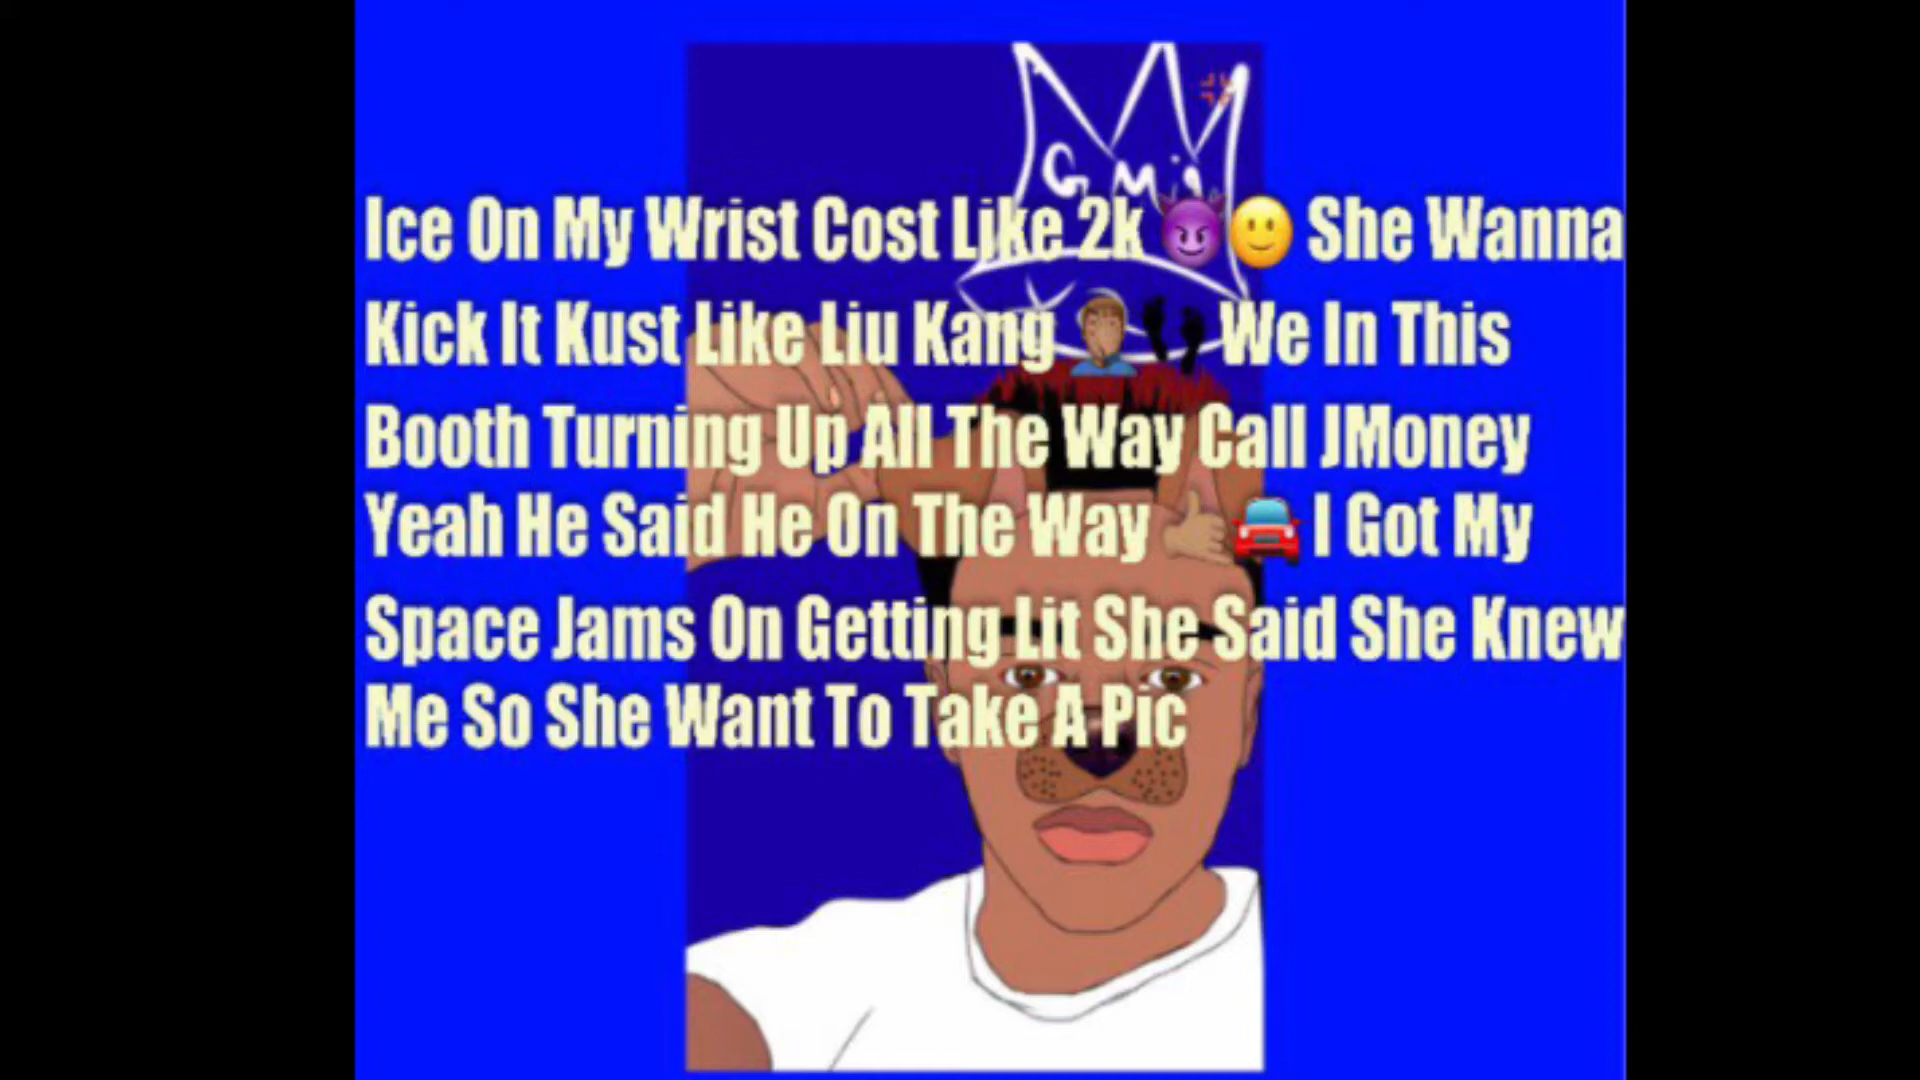 GMi
Ice On My Wrist Cost Like 2k 😈🙂 She Wanna
Kick It Kust Like Liu Kang 🤦🏽‍♂️👣 We In This
Booth Turning Up All The Way Call JMoney
Yeah He Said He On The Way 👍🏽🚘 I Got My
Space Jams On Getting Lit She Said She Knew
Me So She Want To Take A Pic